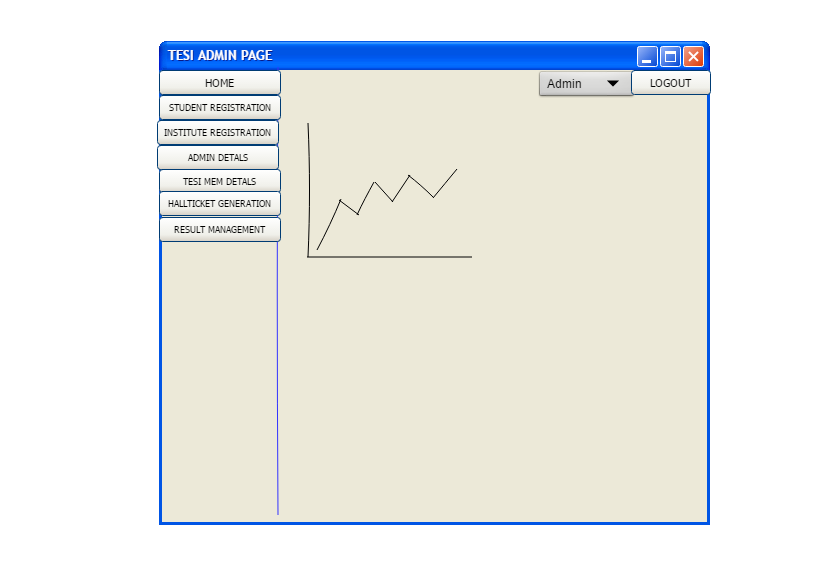 TESI ADMIN PAGE
HOME
Admin
LOGOUT
STUDENT REGISTRATION
INSTITUTE REGISTRATION
ADMIN DETALS
TESI MEM DETALS
HALLTICKET GENERATION
RESULT MANAGEMENT